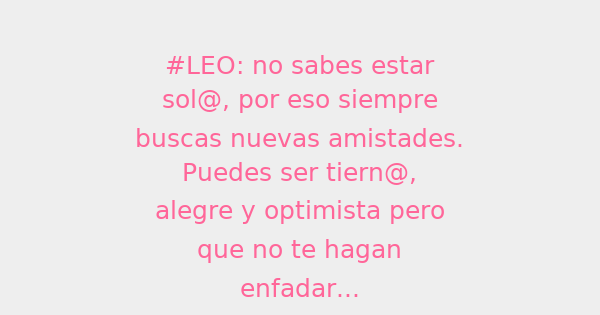 #LEO: no sabes estar
sol@, por eso siempre
buscas nuevas amistades.
Puedes ser tiern@,
alegre y optimista pero
que no te hagan
enfadar...